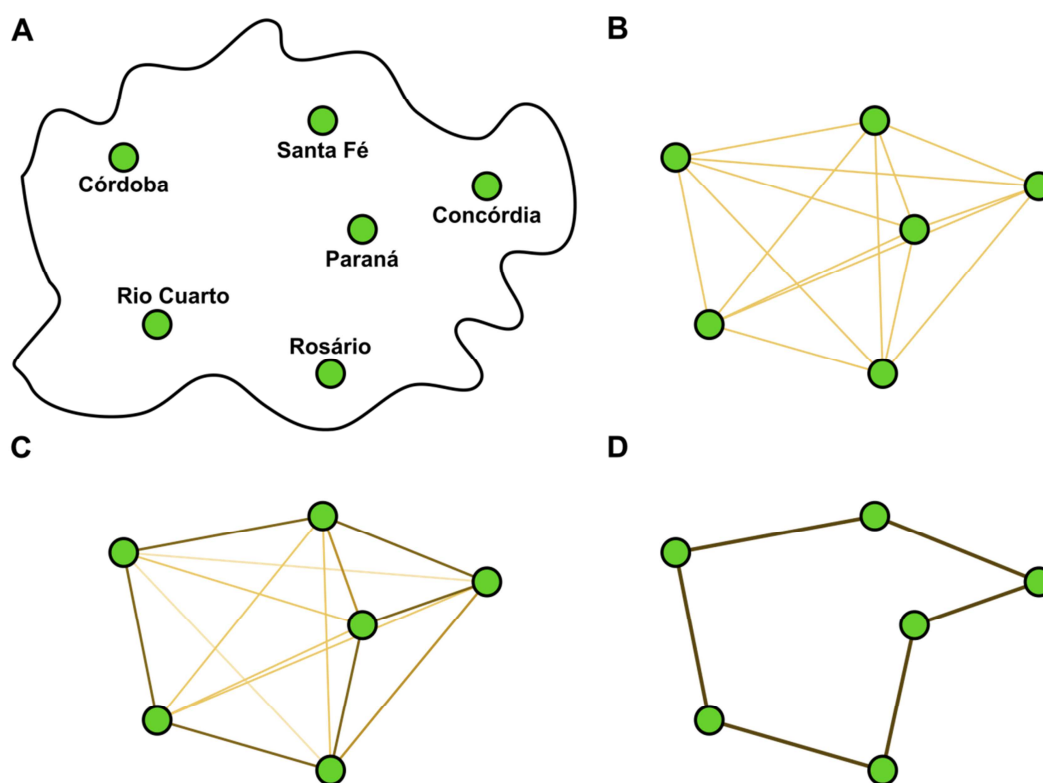 A
B
Santa Fé
Córdoba
Concórdia
Paraná
Rio Cuarto
Rosário
C
D